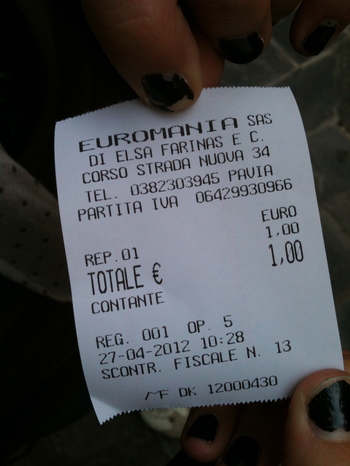 EUROMANIA SAS
DI ELSA FARINAS E C.
CORSO STRADA NUOVA 34
TEL. 0382303945 PAVIA
PARTITA IVA 06429930966
EURO
REP.01 1,00
TOTALE € 1,00
CONTANTE
REG. 001 OP. 5
27-04-2012 10:28
SCONTR. FISCALE N. 13
MF DK 12000430